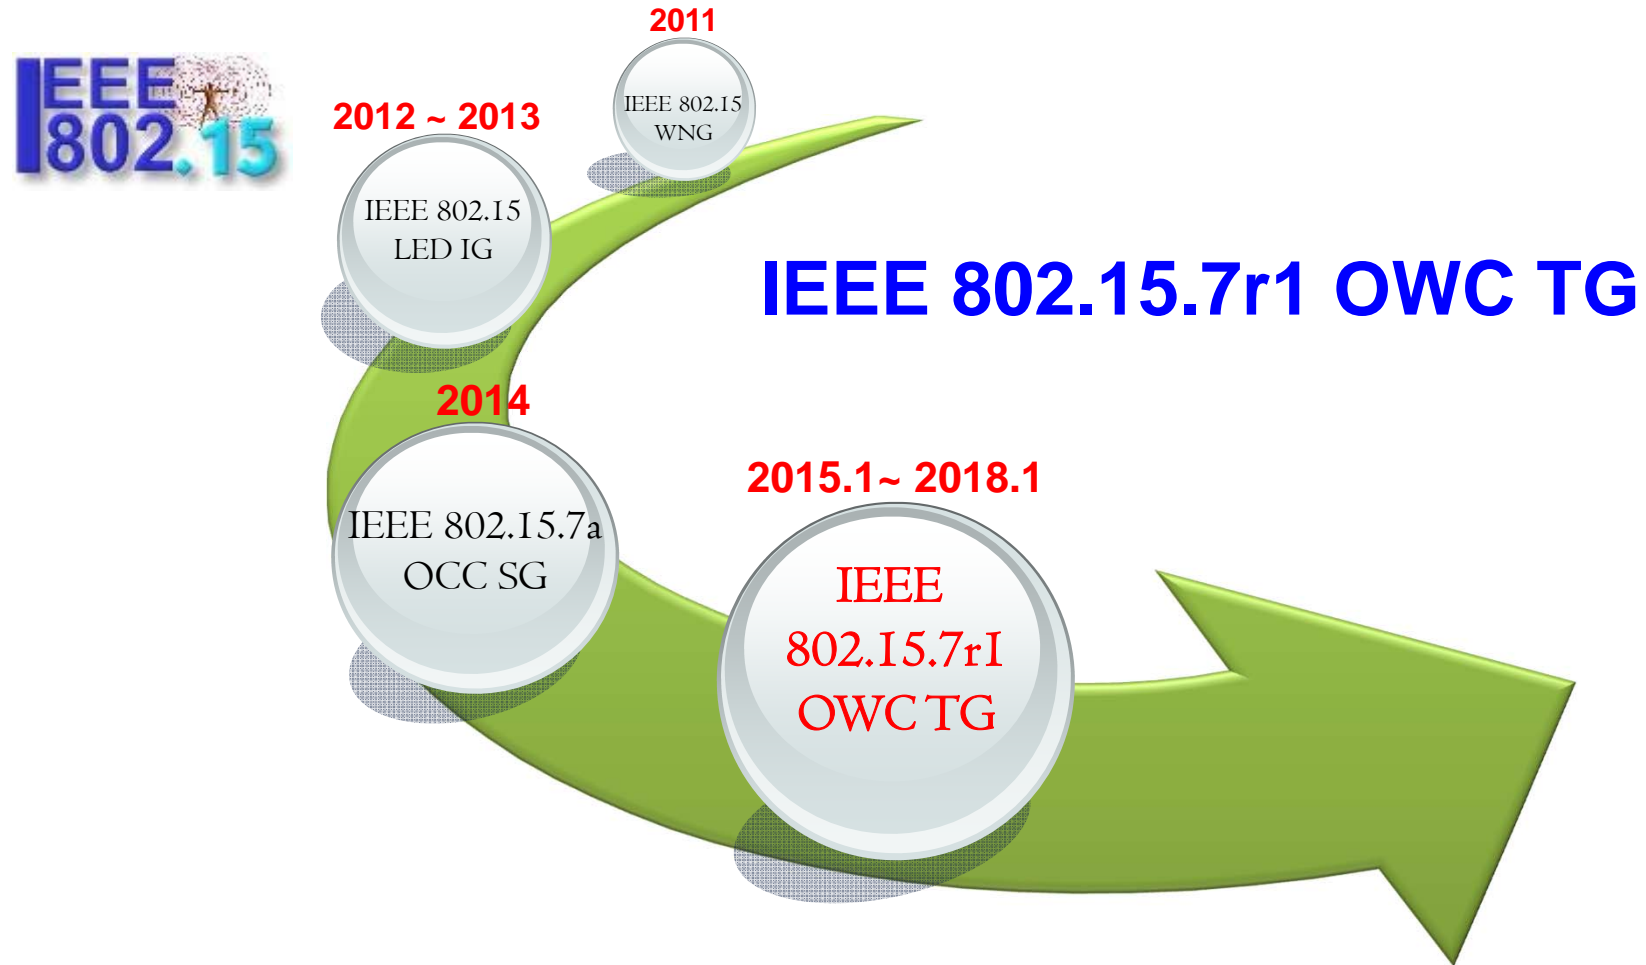 IEEE
802.15
2011
IEEE 802.15
WNG
2012 ~ 2013
IEEE 802.15
LED IG
IEEE 802.15.7r1 OWC TG
2014
IEEE 802.15.7a
OCC SG
2015.1~ 2018.1
IEEE
802.15.7r1
OWC TG